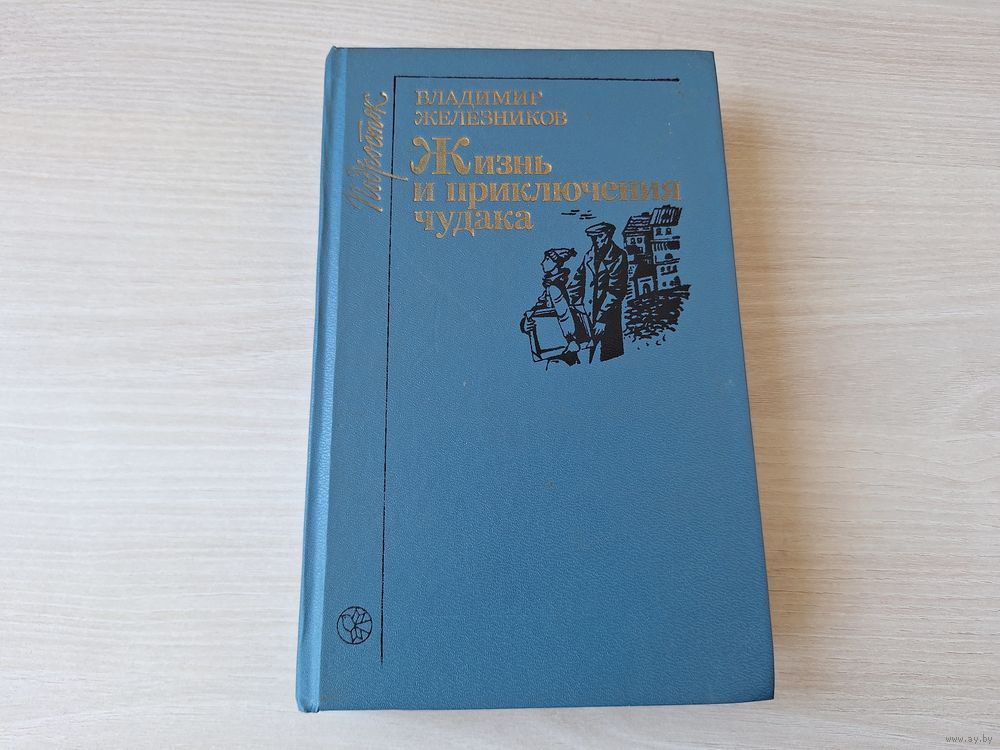 Подросток
ВЛАДИМИР
ЖЕЛЕЗНИКОВ
Жизнь
и приключения
чудака
www.ay.by